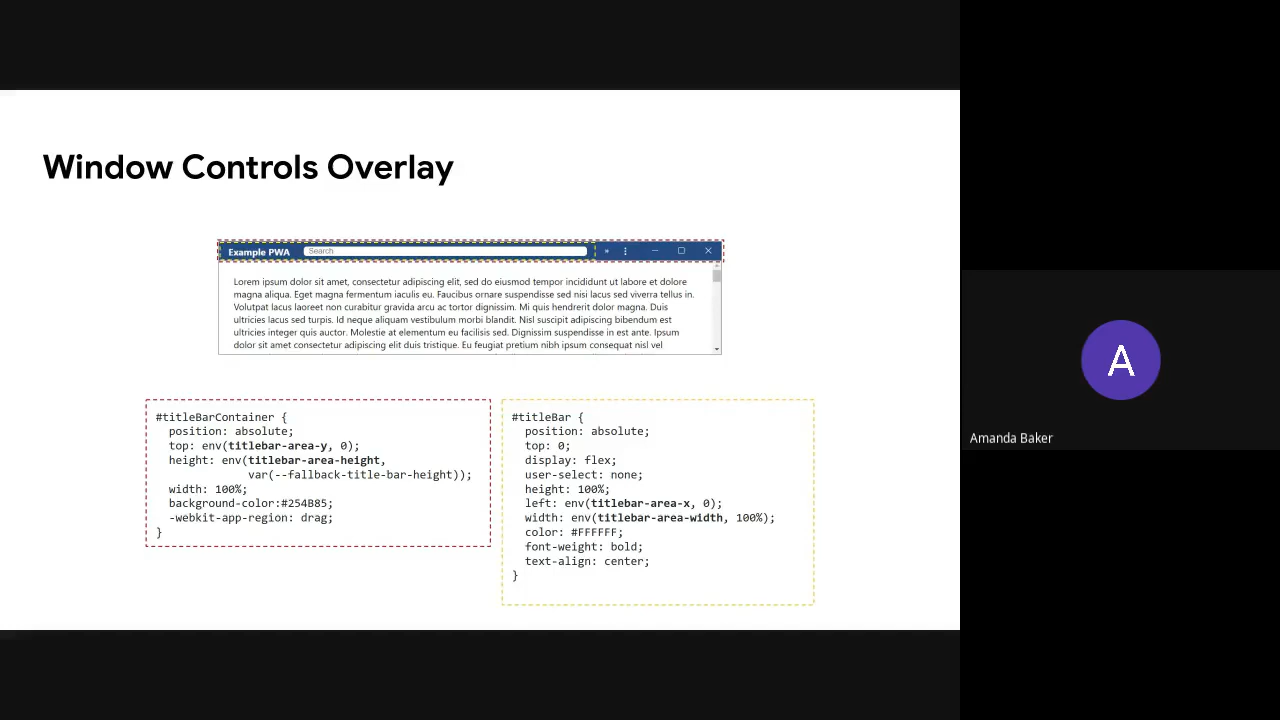 Window Controls Overlay
Example PWA
Search
Lorem ipsum dolor sit amet, consectetur adipiscing elit, sed do eiusmod tempor incididunt ut labore et dolore
magna aliqua. Eget magna fermentum iaculis eu. Faucibus ornare suspendisse sed nisi lacus sed viverra tellus in.
Volutpat lacus laoreet non curabitur gravida arcu ac tortor dignissim. Mi quis hendrerit dolor magna. Duis
ultricies lacus sed turpis. Id neque aliquam vestibulum morbi blandit. Nisl suscipit adipiscing bibendum est
ultricies integer quis auctor. Molestie at elementum eu facilisis sed. Dignissim suspendisse in est ante. Ipsum
dolor sit amet consectetur adipiscing elit duis tristique. Eu feugiat pretium nibh ipsum consequat nisl vel
#titleBarContainer {
position: absolute;
top: env(titlebar-area-y, 0);
height: env(titlebar-area-height,
var(--fallback-title-bar-height));
width: 100%;
background-color:#254B85;
-webkit-app-region: drag;
}
#titleBar {
position: absolute;
top: 0;
display: flex;
user-select: none;
height: 100%;
left: env(titlebar-area-x, 0);
width: env(titlebar-area-width, 100%);
color: #FFFFFF;
font-weight: bold;
text-align: center;
}
A
Amanda Baker